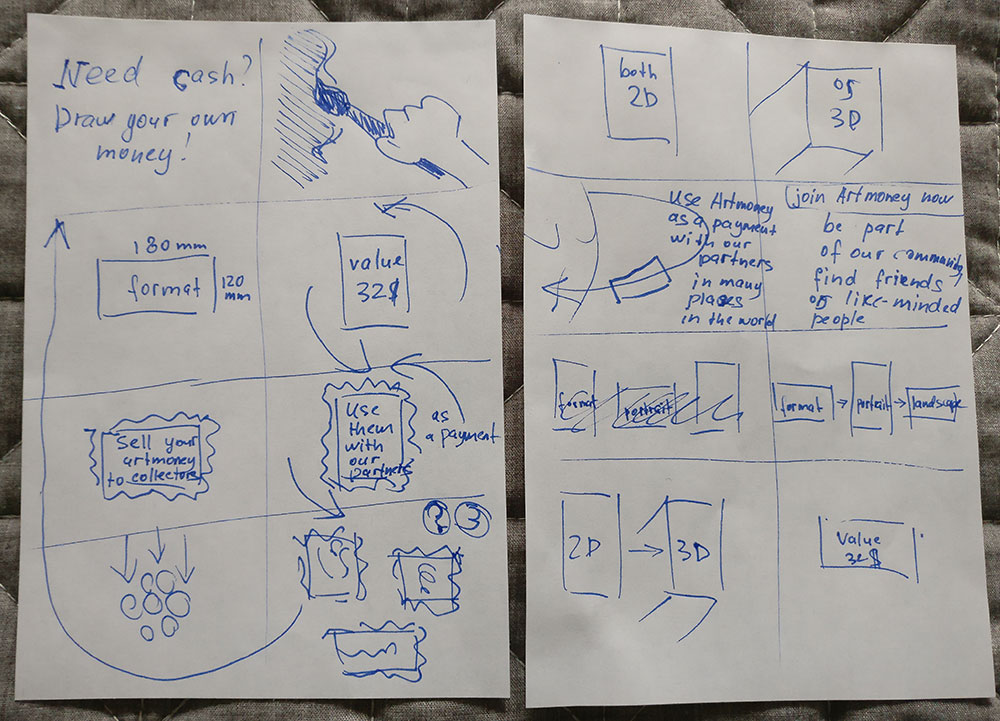 Need cash?
Draw your own
money!
180 mm
format
120
mm
value
32$
Sell your
artmoney
to collectors
Use
them
with
our
partners
as
a payment
both
2D
or
3D
Use Artmoney
as a payment
with our
partners
in many
places
in the world
join Artmoney now
be part
of our community
find friends
or like-minded
people
format
portrait
format
portrait
landscape
2D
3D
Value
32$